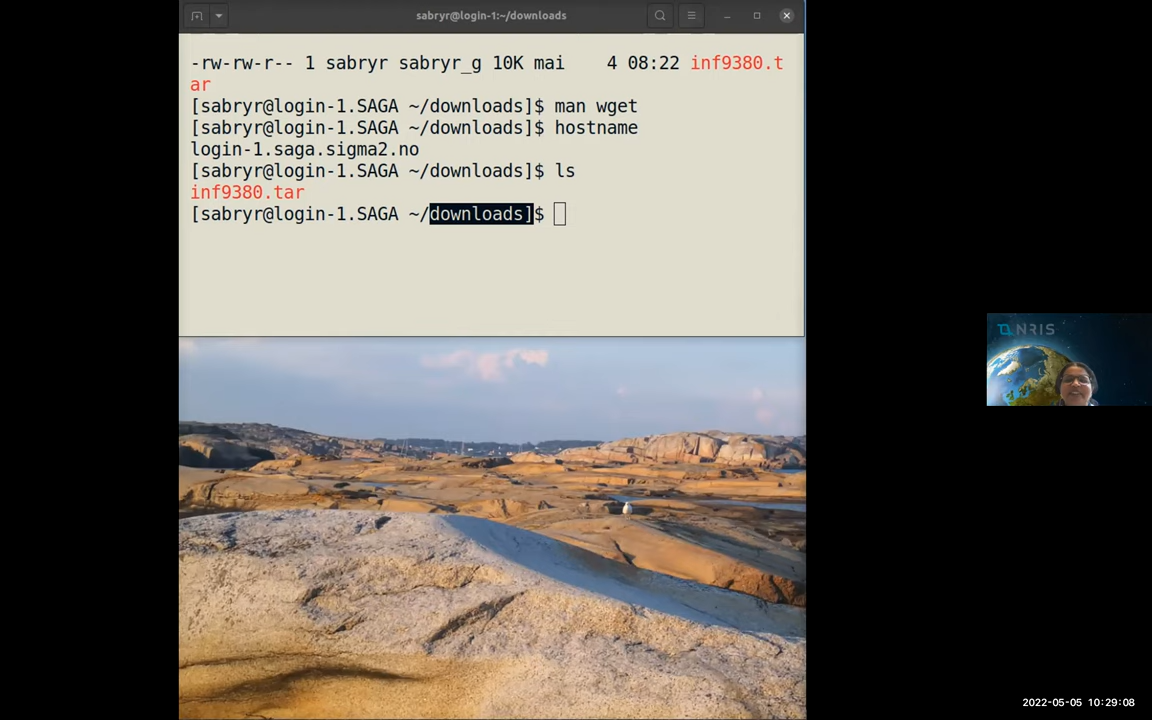 sabryr@login-1:~/downloads
-rw-rw-r-- 1 sabryr sabryr_g 10K mai    4 08:22 inf9380.t
ar
[sabryr@login-1.SAGA ~/downloads]$ man wget
[sabryr@login-1.SAGA ~/downloads]$ hostname
login-1.saga.sigma2.no
[sabryr@login-1.SAGA ~/downloads]$ ls
inf9380.tar
[sabryr@login-1.SAGA ~/downloads]$
NRIS
2022-05-05 10:29:08